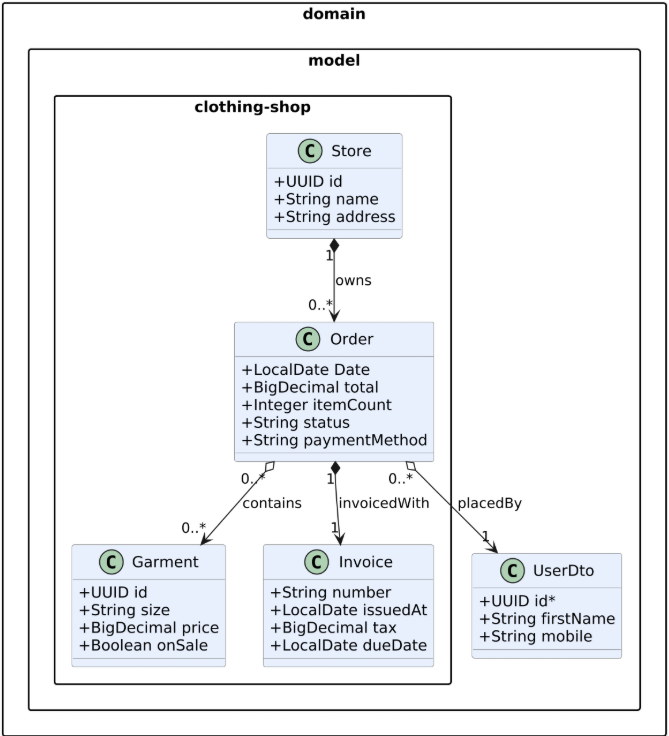 domain
model
clothing-shop
C Store
+UUID id
+String name
+String address
1
owns
0..*
C Order
+LocalDate Date
+BigDecimal total
+Integer itemCount
+String status
+String paymentMethod
0..* 1 0..*
contains invoicedWith placedBy
0..* 1 1
C Garment
+UUID id
+String size
+BigDecimal price
+Boolean onSale
C Invoice
+String number
+LocalDate issuedAt
+BigDecimal tax
+LocalDate dueDate
C UserDto
+UUID id*
+String firstName
+String mobile